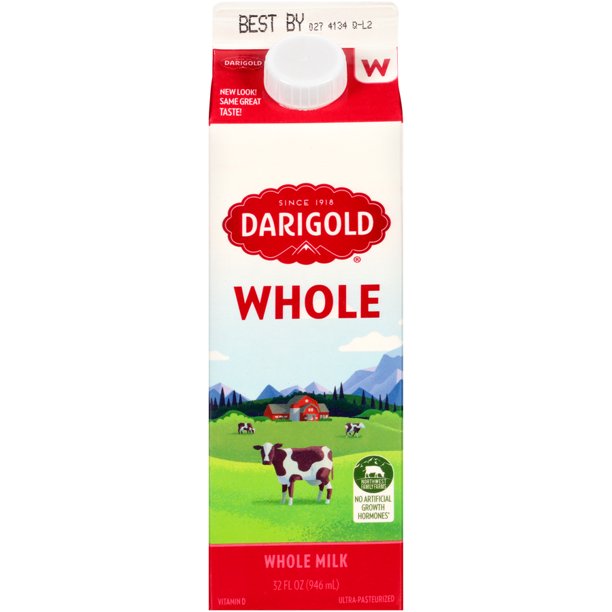 BEST BY 027 4134 D-L2
DARIGOLD
W
NEW LOOK!
SAME GREAT
TASTE!
SINCE 1918
DARIGOLD
®
WHOLE
NORTHWEST
FAMILY FARMS
NO ARTIFICIAL
GROWTH
HORMONES*
WHOLE MILK
32 FL OZ (946 mL)
VITAMIN D
ULTRA-PASTEURIZED